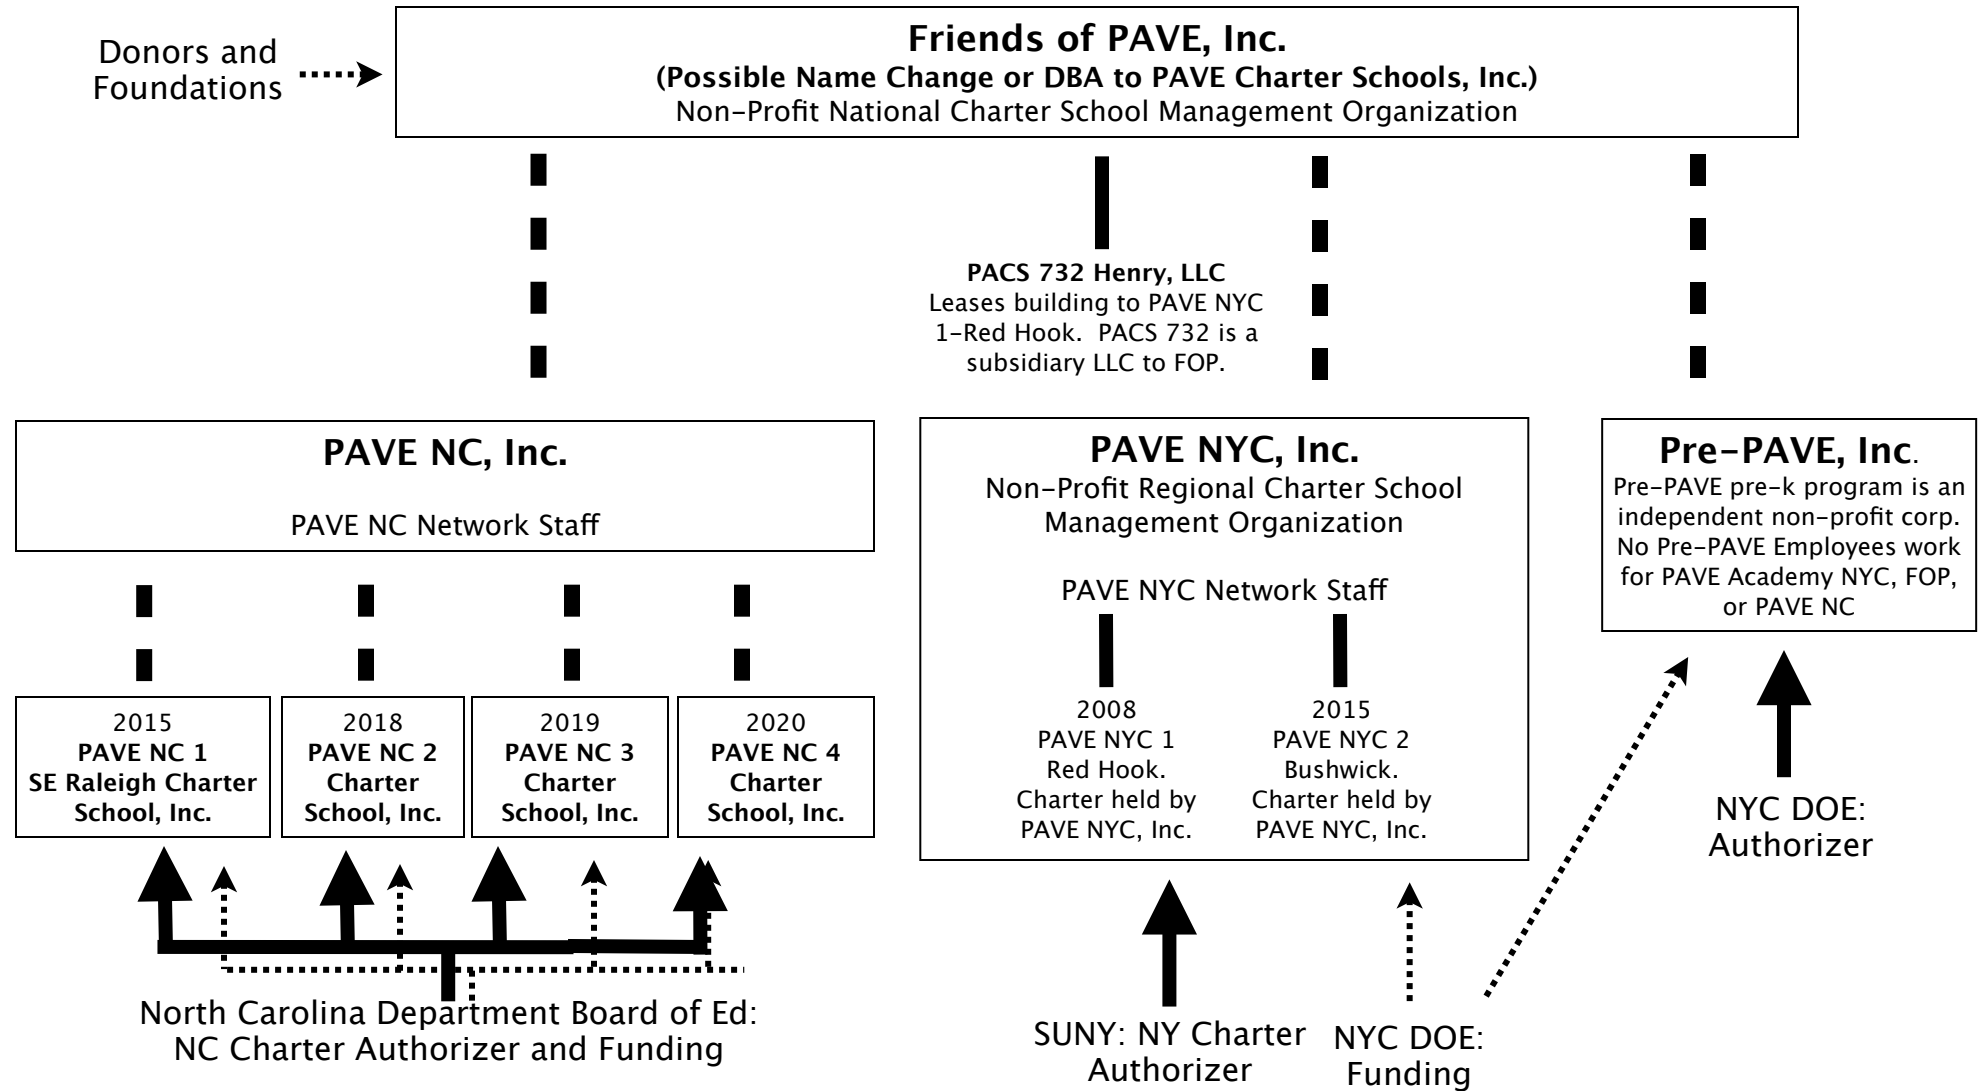 Donors and
Foundations
Friends of PAVE, Inc.
(Possible Name Change or DBA to PAVE Charter Schools, Inc.)
Non-Profit National Charter School Management Organization
PACS 732 Henry, LLC
Leases building to PAVE NYC
1-Red Hook. PACS 732 is a
subsidiary LLC to FOP.
PAVE NC, Inc.
PAVE NC Network Staff
PAVE NYC, Inc.
Non-Profit Regional Charter School
Management Organization
PAVE NYC Network Staff
Pre-PAVE, Inc.
Pre-PAVE pre-k program is an
independent non-profit corp.
No Pre-PAVE Employees work
for PAVE Academy NYC, FOP,
or PAVE NC
2015
PAVE NC 1
SE Raleigh Charter
School, Inc.
2018
PAVE NC 2
Charter
School, Inc.
2019
PAVE NC 3
Charter
School, Inc.
2020
PAVE NC 4
Charter
School, Inc.
2008
PAVE NYC 1
Red Hook.
Charter held by
PAVE NYC, Inc.
2015
PAVE NYC 2
Bushwick.
Charter held by
PAVE NYC, Inc.
NYC DOE:
Authorizer
North Carolina Department Board of Ed:
NC Charter Authorizer and Funding
SUNY: NY Charter
Authorizer
NYC DOE:
Funding